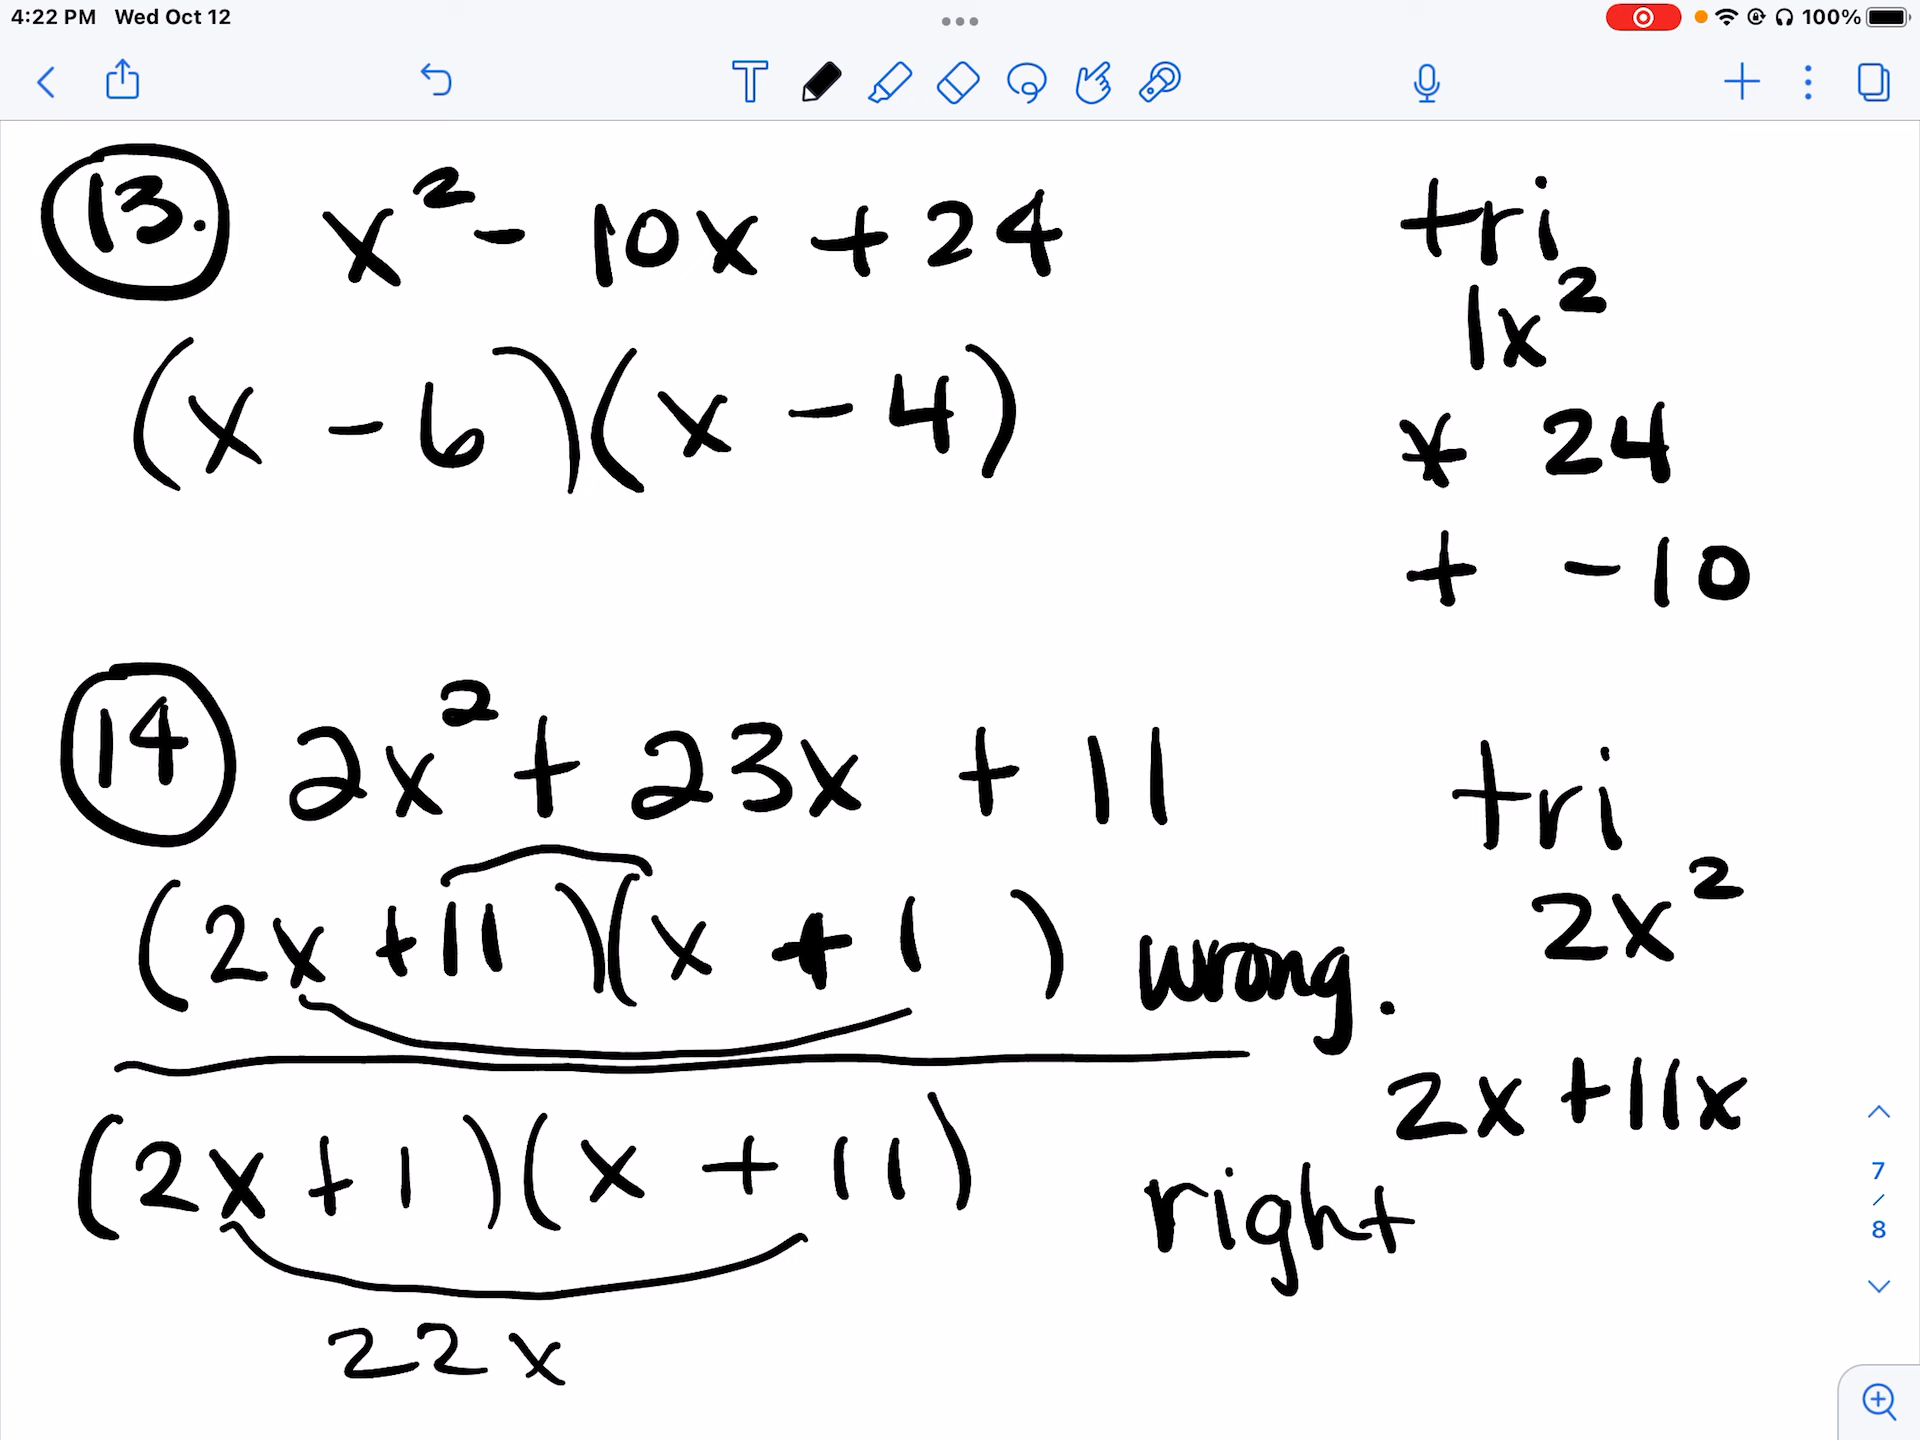 4:22 PM Wed Oct 12
100%
T
13. x² - 10x + 24
tri
1x²
(x - 6)(x - 4)
* 24
+ -10
14 2x² + 23x + 11
tri
2x²
(2x + 11)(x + 1) wrong.
2x + 11x
(2x + 1)(x + 11) right
22x
7
/
8